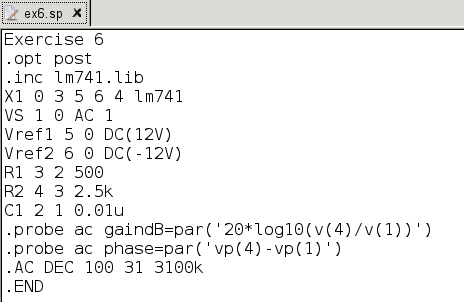 ex6.sp
Exercise 6
.opt post
.inc lm741.lib
X1 0 3 5 6 4 lm741
VS 1 0 AC 1
Vref1 5 0 DC(12V)
Vref2 6 0 DC(-12V)
R1 3 2 500
R2 4 3 2.5k
C1 2 1 0.01u
.probe ac gaindB=par('20*log10(v(4)/v(1))')
.probe ac phase=par('vp(4)-vp(1)')
.AC DEC 100 31 3100k
.END